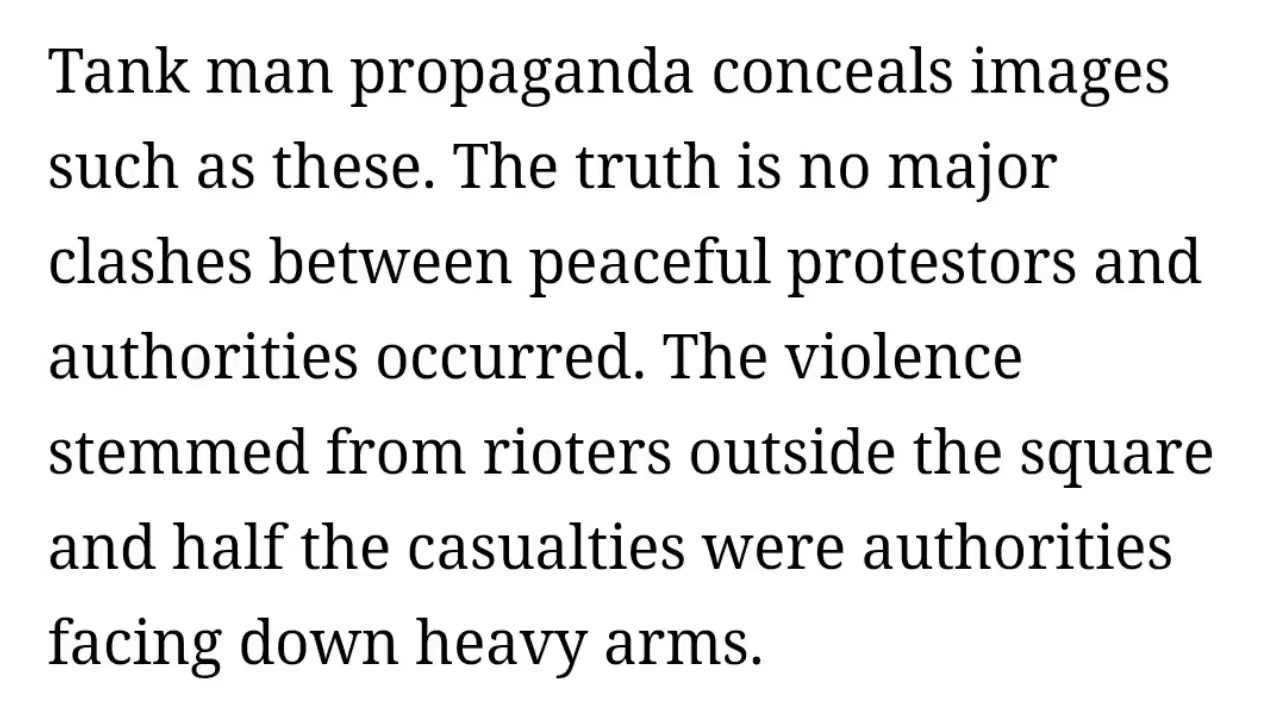 Tank man propaganda conceals images
such as these. The truth is no major
clashes between peaceful protestors and
authorities occurred. The violence
stemmed from rioters outside the square
and half the casualties were authorities
facing down heavy arms.